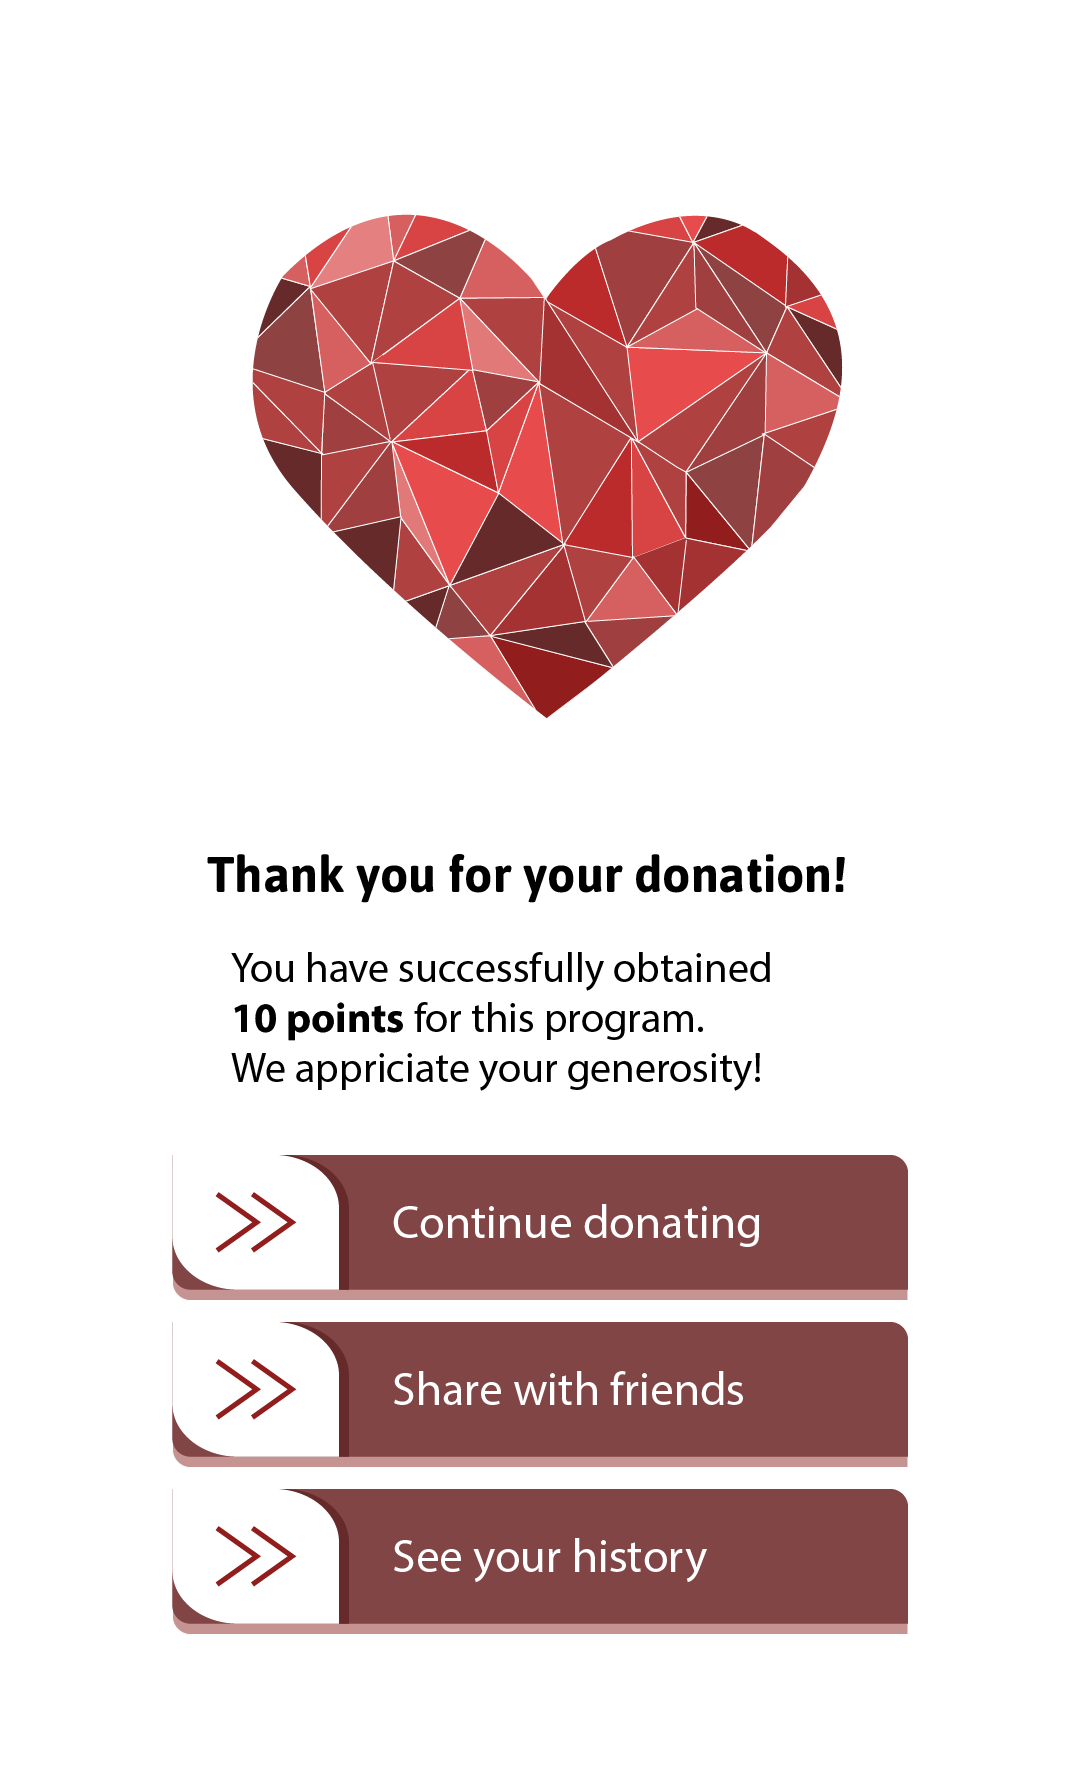 Thank you for your donation!
You have successfully obtained
10 points for this program.
We appriciate your generosity!
Continue donating
Share with friends
See your history